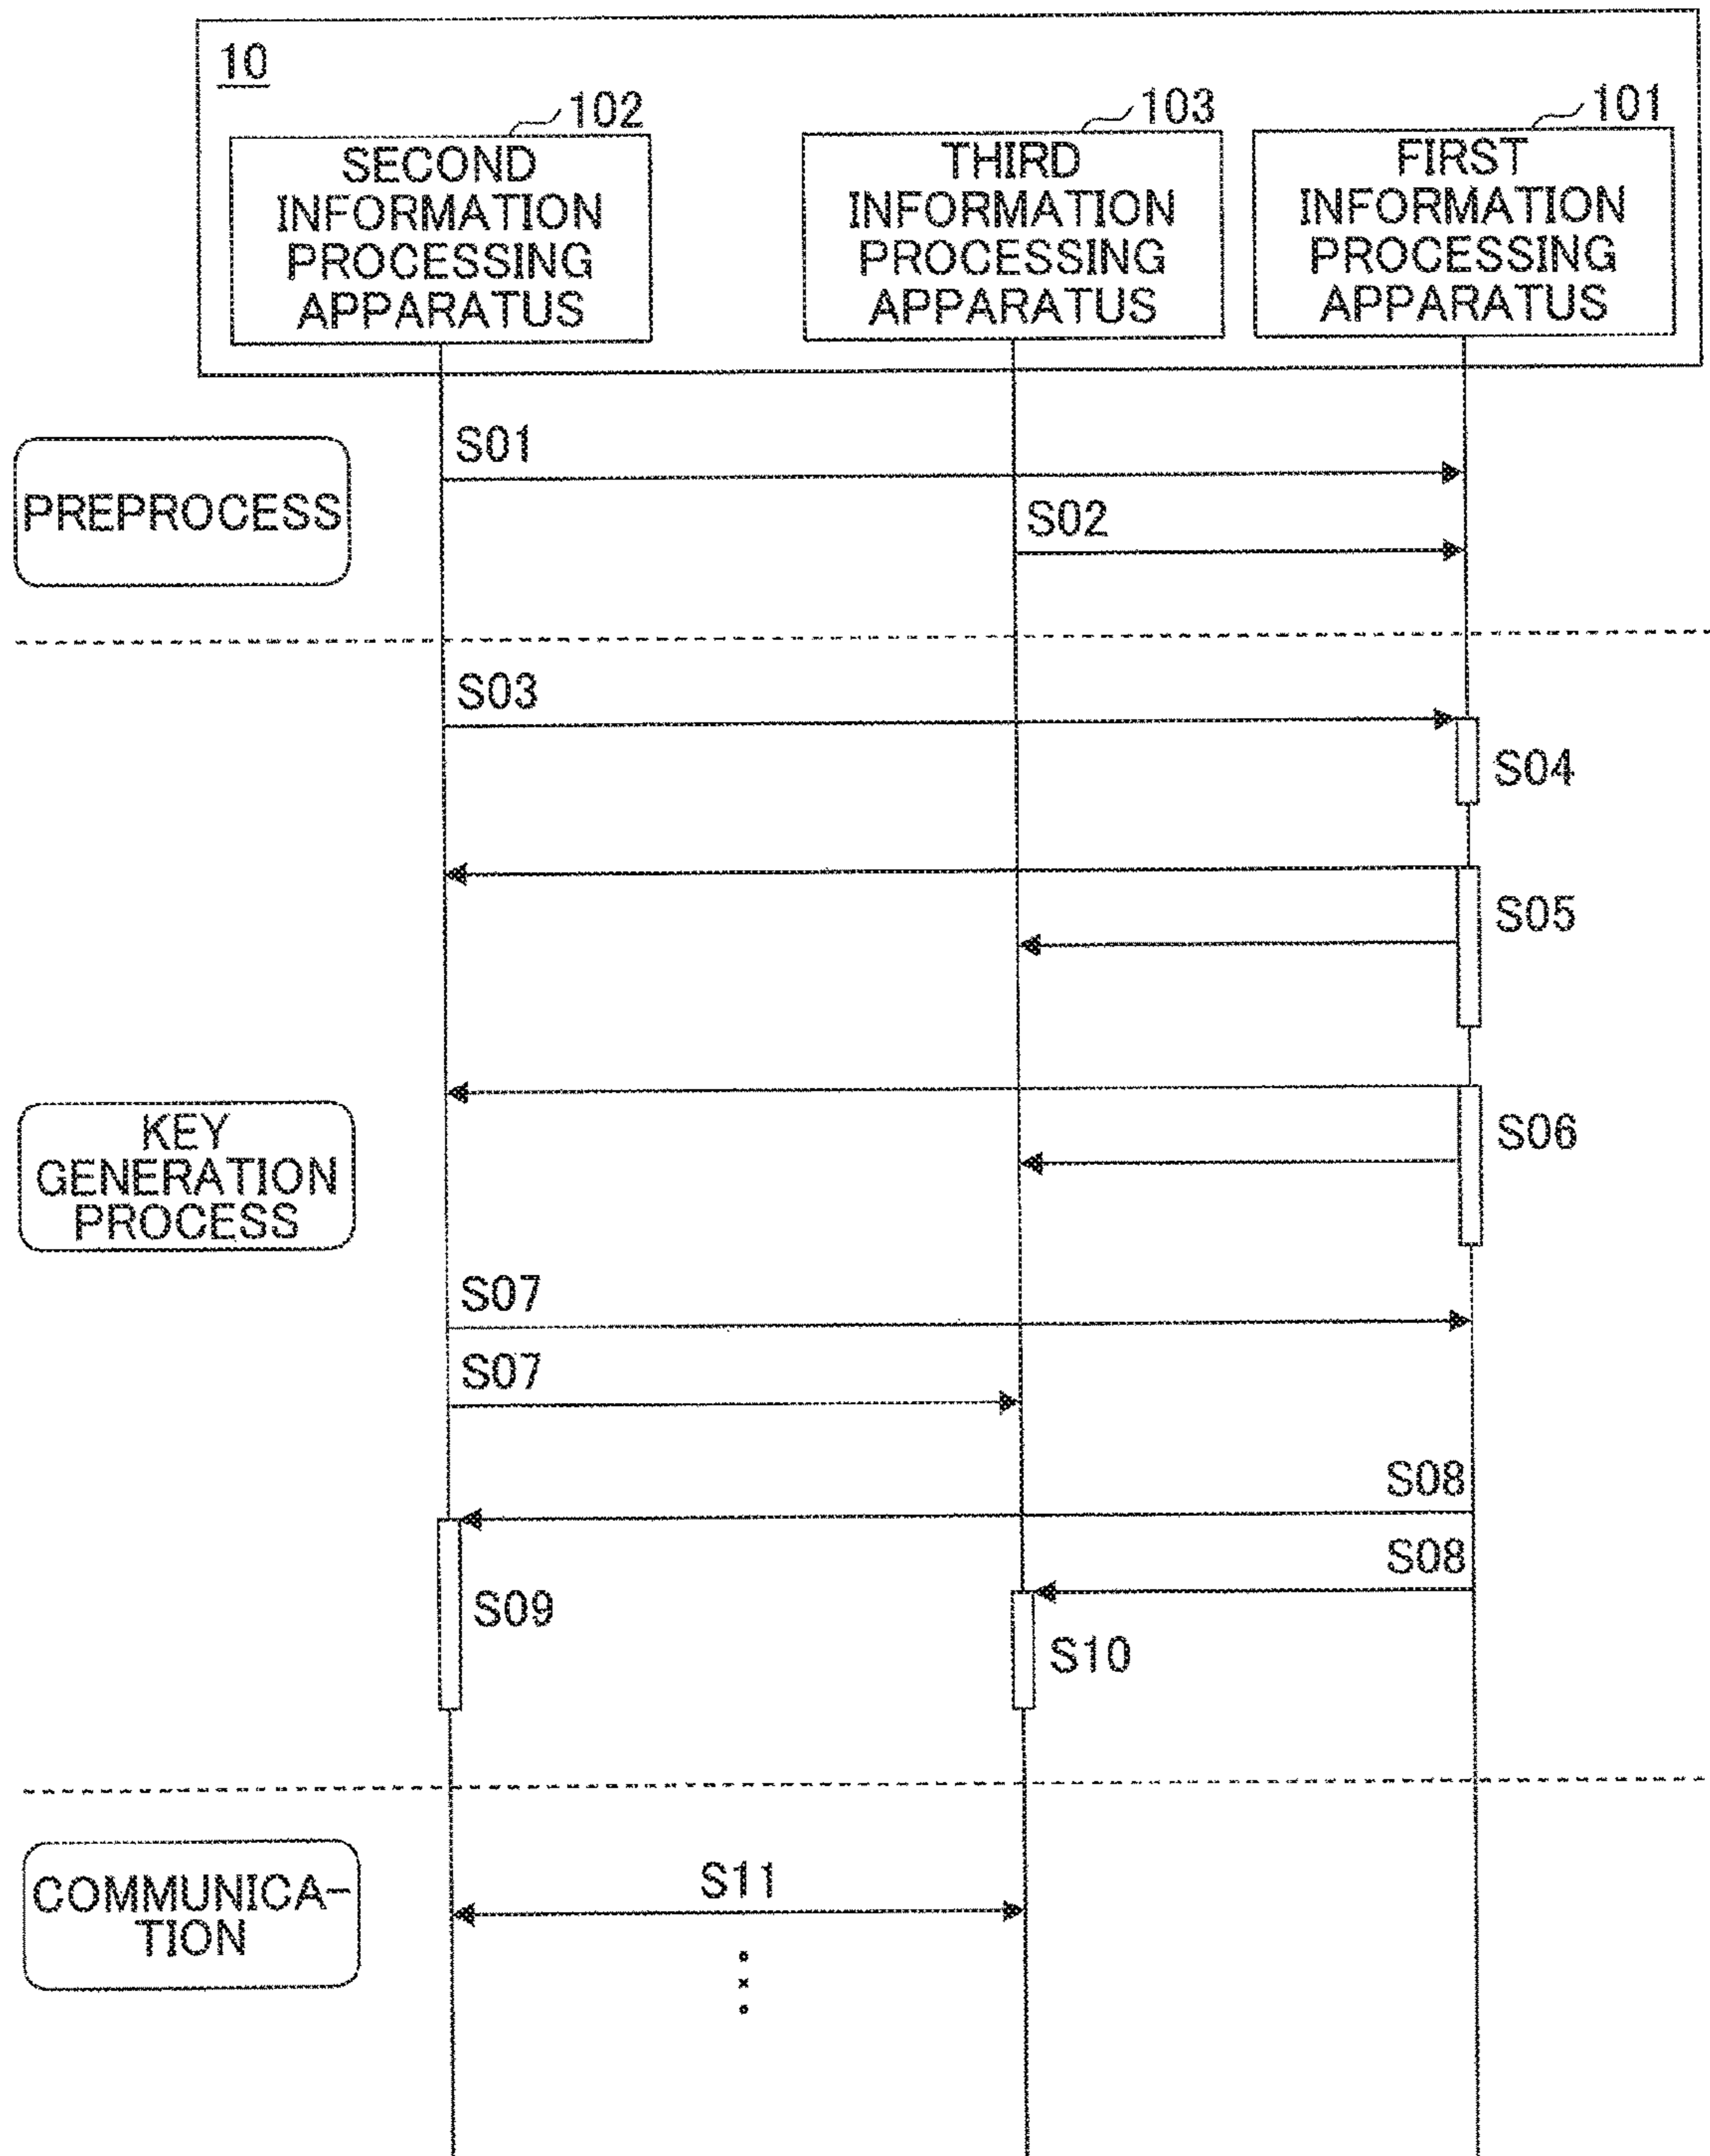 10
102
103
101
SECOND
INFORMATION
PROCESSING
APPARATUS
THIRD
INFORMATION
PROCESSING
APPARATUS
FIRST
INFORMATION
PROCESSING
APPARATUS
PREPROCESS
S01
S02
S03
S04
S05
KEY
GENERATION
PROCESS
S06
S07
S07
S08
S08
S09
S10
COMMUNICA-
TION
S11